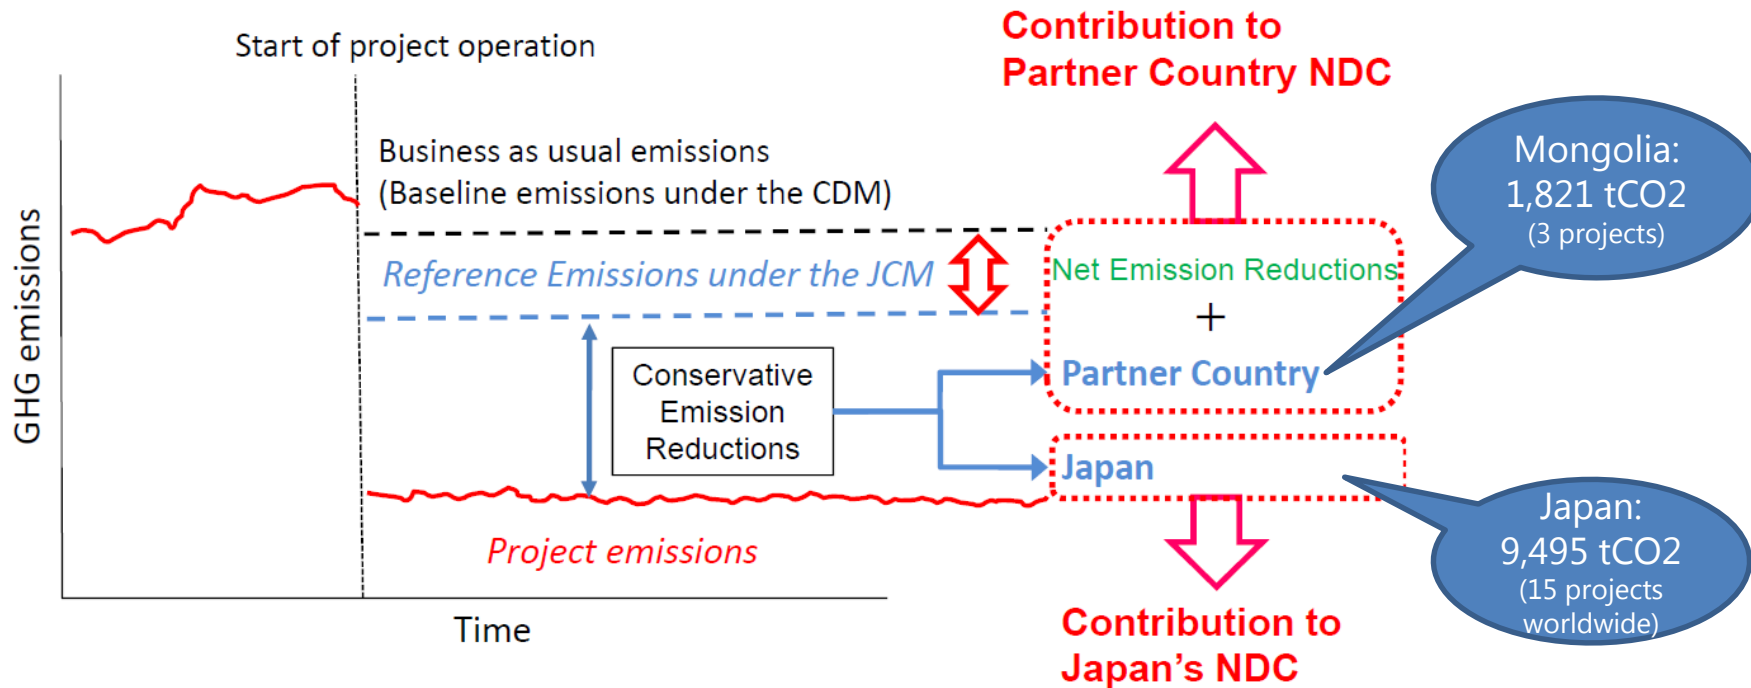 Start of project operation
Contribution to
Partner Country NDC
GHG emissions
Business as usual emissions
(Baseline emissions under the CDM)
Mongolia:
1,821 tCO2
(3 projects)
Reference Emissions under the JCM
Net Emission Reductions
+
Partner Country
Conservative
Emission
Reductions
Japan
Project emissions
Japan:
9,495 tCO2
(15 projects
worldwide)
Time
Contribution to
Japan’s NDC